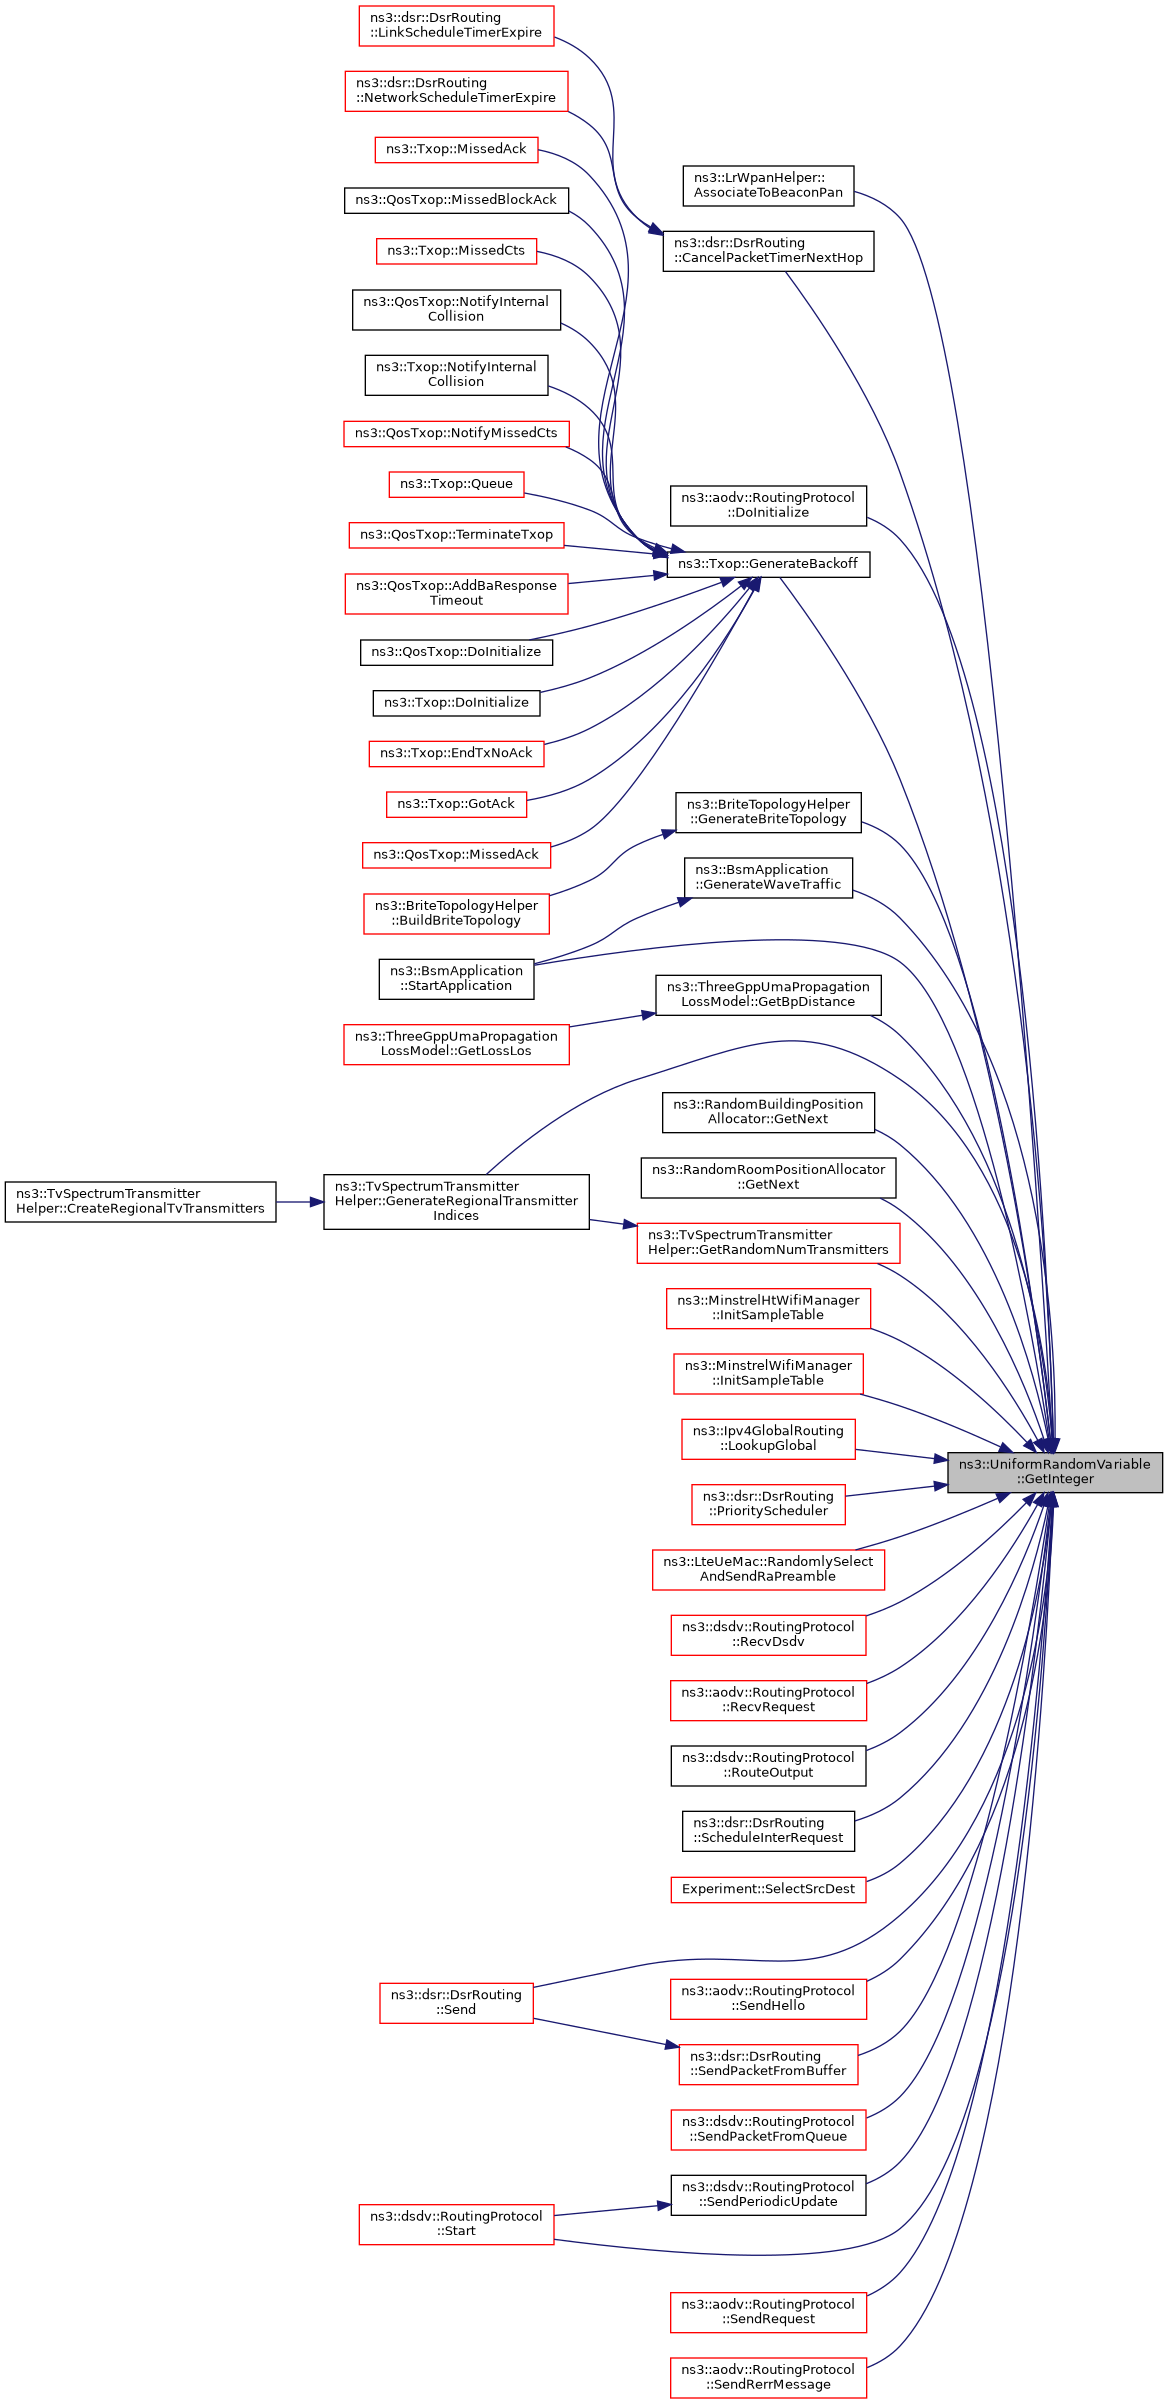 ns3::dsr::DsrRouting
::LinkScheduleTimerExpire
ns3::dsr::DsrRouting
::NetworkScheduleTimerExpire
ns3::Txop::MissedAck
ns3::LrWpanHelper::
AssociateToBeaconPan
ns3::QosTxop::MissedBlockAck
ns3::Txop::MissedCts
ns3::dsr::DsrRouting
::CancelPacketTimerNextHop
ns3::QosTxop::NotifyInternal
Collision
ns3::Txop::NotifyInternal
Collision
ns3::QosTxop::NotifyMissedCts
ns3::Txop::Queue
ns3::aodv::RoutingProtocol
::DoInitialize
ns3::QosTxop::TerminateTxop
ns3::Txop::GenerateBackoff
ns3::QosTxop::AddBaResponse
Timeout
ns3::QosTxop::DoInitialize
ns3::Txop::DoInitialize
ns3::Txop::EndTxNoAck
ns3::Txop::GotAck
ns3::BriteTopologyHelper
::GenerateBriteTopology
ns3::QosTxop::MissedAck
ns3::BsmApplication
::GenerateWaveTraffic
ns3::BriteTopologyHelper
::BuildBriteTopology
ns3::BsmApplication
::StartApplication
ns3::ThreeGppUmaPropagation
LossModel::GetBpDistance
ns3::ThreeGppUmaPropagation
LossModel::GetLossLos
ns3::RandomBuildingPosition
Allocator::GetNext
ns3::RandomRoomPositionAllocator
::GetNext
ns3::TvSpectrumTransmitter
Helper::CreateRegionalTvTransmitters
ns3::TvSpectrumTransmitter
Helper::GenerateRegionalTransmitter
Indices
ns3::TvSpectrumTransmitter
Helper::GetRandomNumTransmitters
ns3::MinstrelHtWifiManager
::InitSampleTable
ns3::MinstrelWifiManager
::InitSampleTable
ns3::Ipv4GlobalRouting
::LookupGlobal
ns3::UniformRandomVariable
::GetInteger
ns3::dsr::DsrRouting
::PriorityScheduler
ns3::LteUeMac::RandomlySelect
AndSendRaPreamble
ns3::dsdv::RoutingProtocol
::RecvDsdv
ns3::aodv::RoutingProtocol
::RecvRequest
ns3::dsdv::RoutingProtocol
::RouteOutput
ns3::dsr::DsrRouting
::ScheduleInterRequest
Experiment::SelectSrcDest
ns3::dsr::DsrRouting
::Send
ns3::aodv::RoutingProtocol
::SendHello
ns3::dsr::DsrRouting
::SendPacketFromBuffer
ns3::dsdv::RoutingProtocol
::SendPacketFromQueue
ns3::dsdv::RoutingProtocol
::SendPeriodicUpdate
ns3::dsdv::RoutingProtocol
::Start
ns3::aodv::RoutingProtocol
::SendRequest
ns3::aodv::RoutingProtocol
::SendRerrMessage